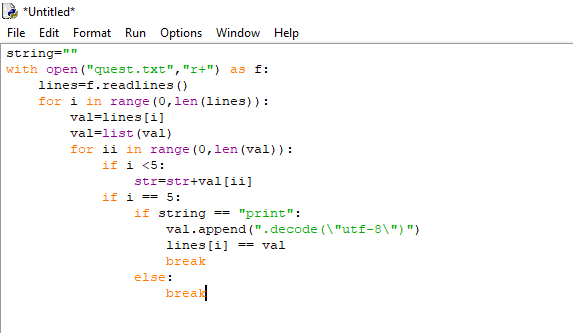 *Untitled*
File Edit Format Run Options Window Help
string=""
with open("quest.txt","r+") as f:
    lines=f.readlines()
    for i in range(0,len(lines)):
        val=lines[i]
        val=list(val)
        for ii in range(0,len(val)):
            if i <5:
                str=str+val[ii]
            if i == 5:
                if string == "print":
                    val.append(".decode(\"utf-8\")")
                    lines[i] == val
                    break
                else:
                    break